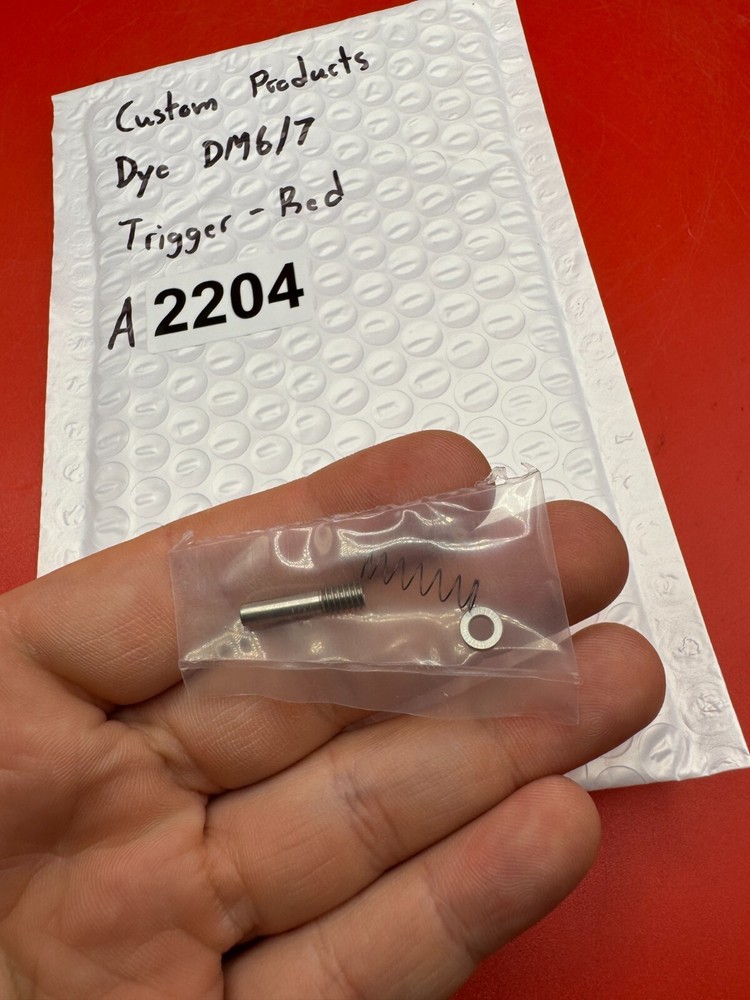 Custom Products
Dye DM6/7
Trigger - Red
A 2204